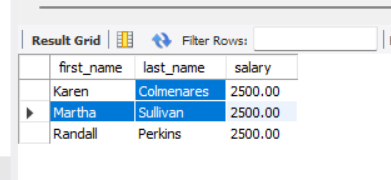 Result Grid Filter Rows:
first_name last_name salary
Karen Colmenares 2500.00
Martha Sullivan 2500.00
Randall Perkins 2500.00